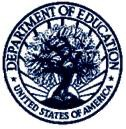 DEPARTMENT OF EDUCATION
UNITED STATES OF AMERICA